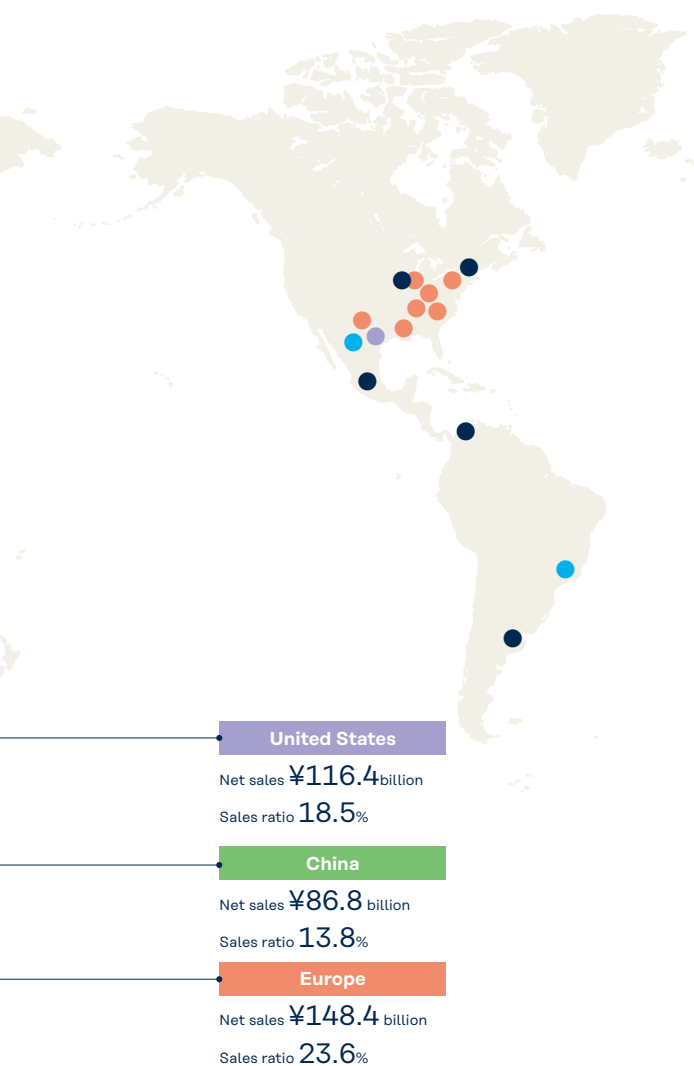 United States
Net sales ¥116.4billion
Sales ratio 18.5%
China
Net sales ¥86.8 billion
Sales ratio 13.8%
Europe
Net sales ¥148.4 billion
Sales ratio 23.6%